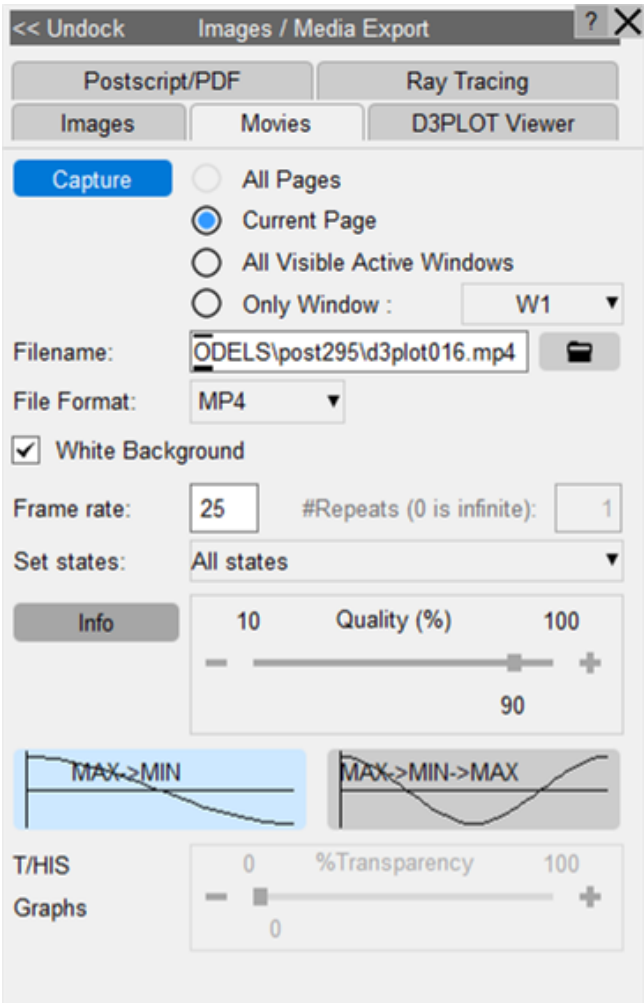 << Undock Images / Media Export ? X
Postscript/PDF Ray Tracing
Images Movies D3PLOT Viewer
Capture All Pages
Current Page
All Visible Active Windows
Only Window : W1
Filename: ODELS\post295\d3plot016.mp4
File Format: MP4
White Background
Frame rate: 25 #Repeats (0 is infinite): 1
Set states: All states
Info 10 Quality (%) 100
90
MAX->MIN MAX->MIN->MAX
T/HIS 0 %Transparency 100
Graphs
0